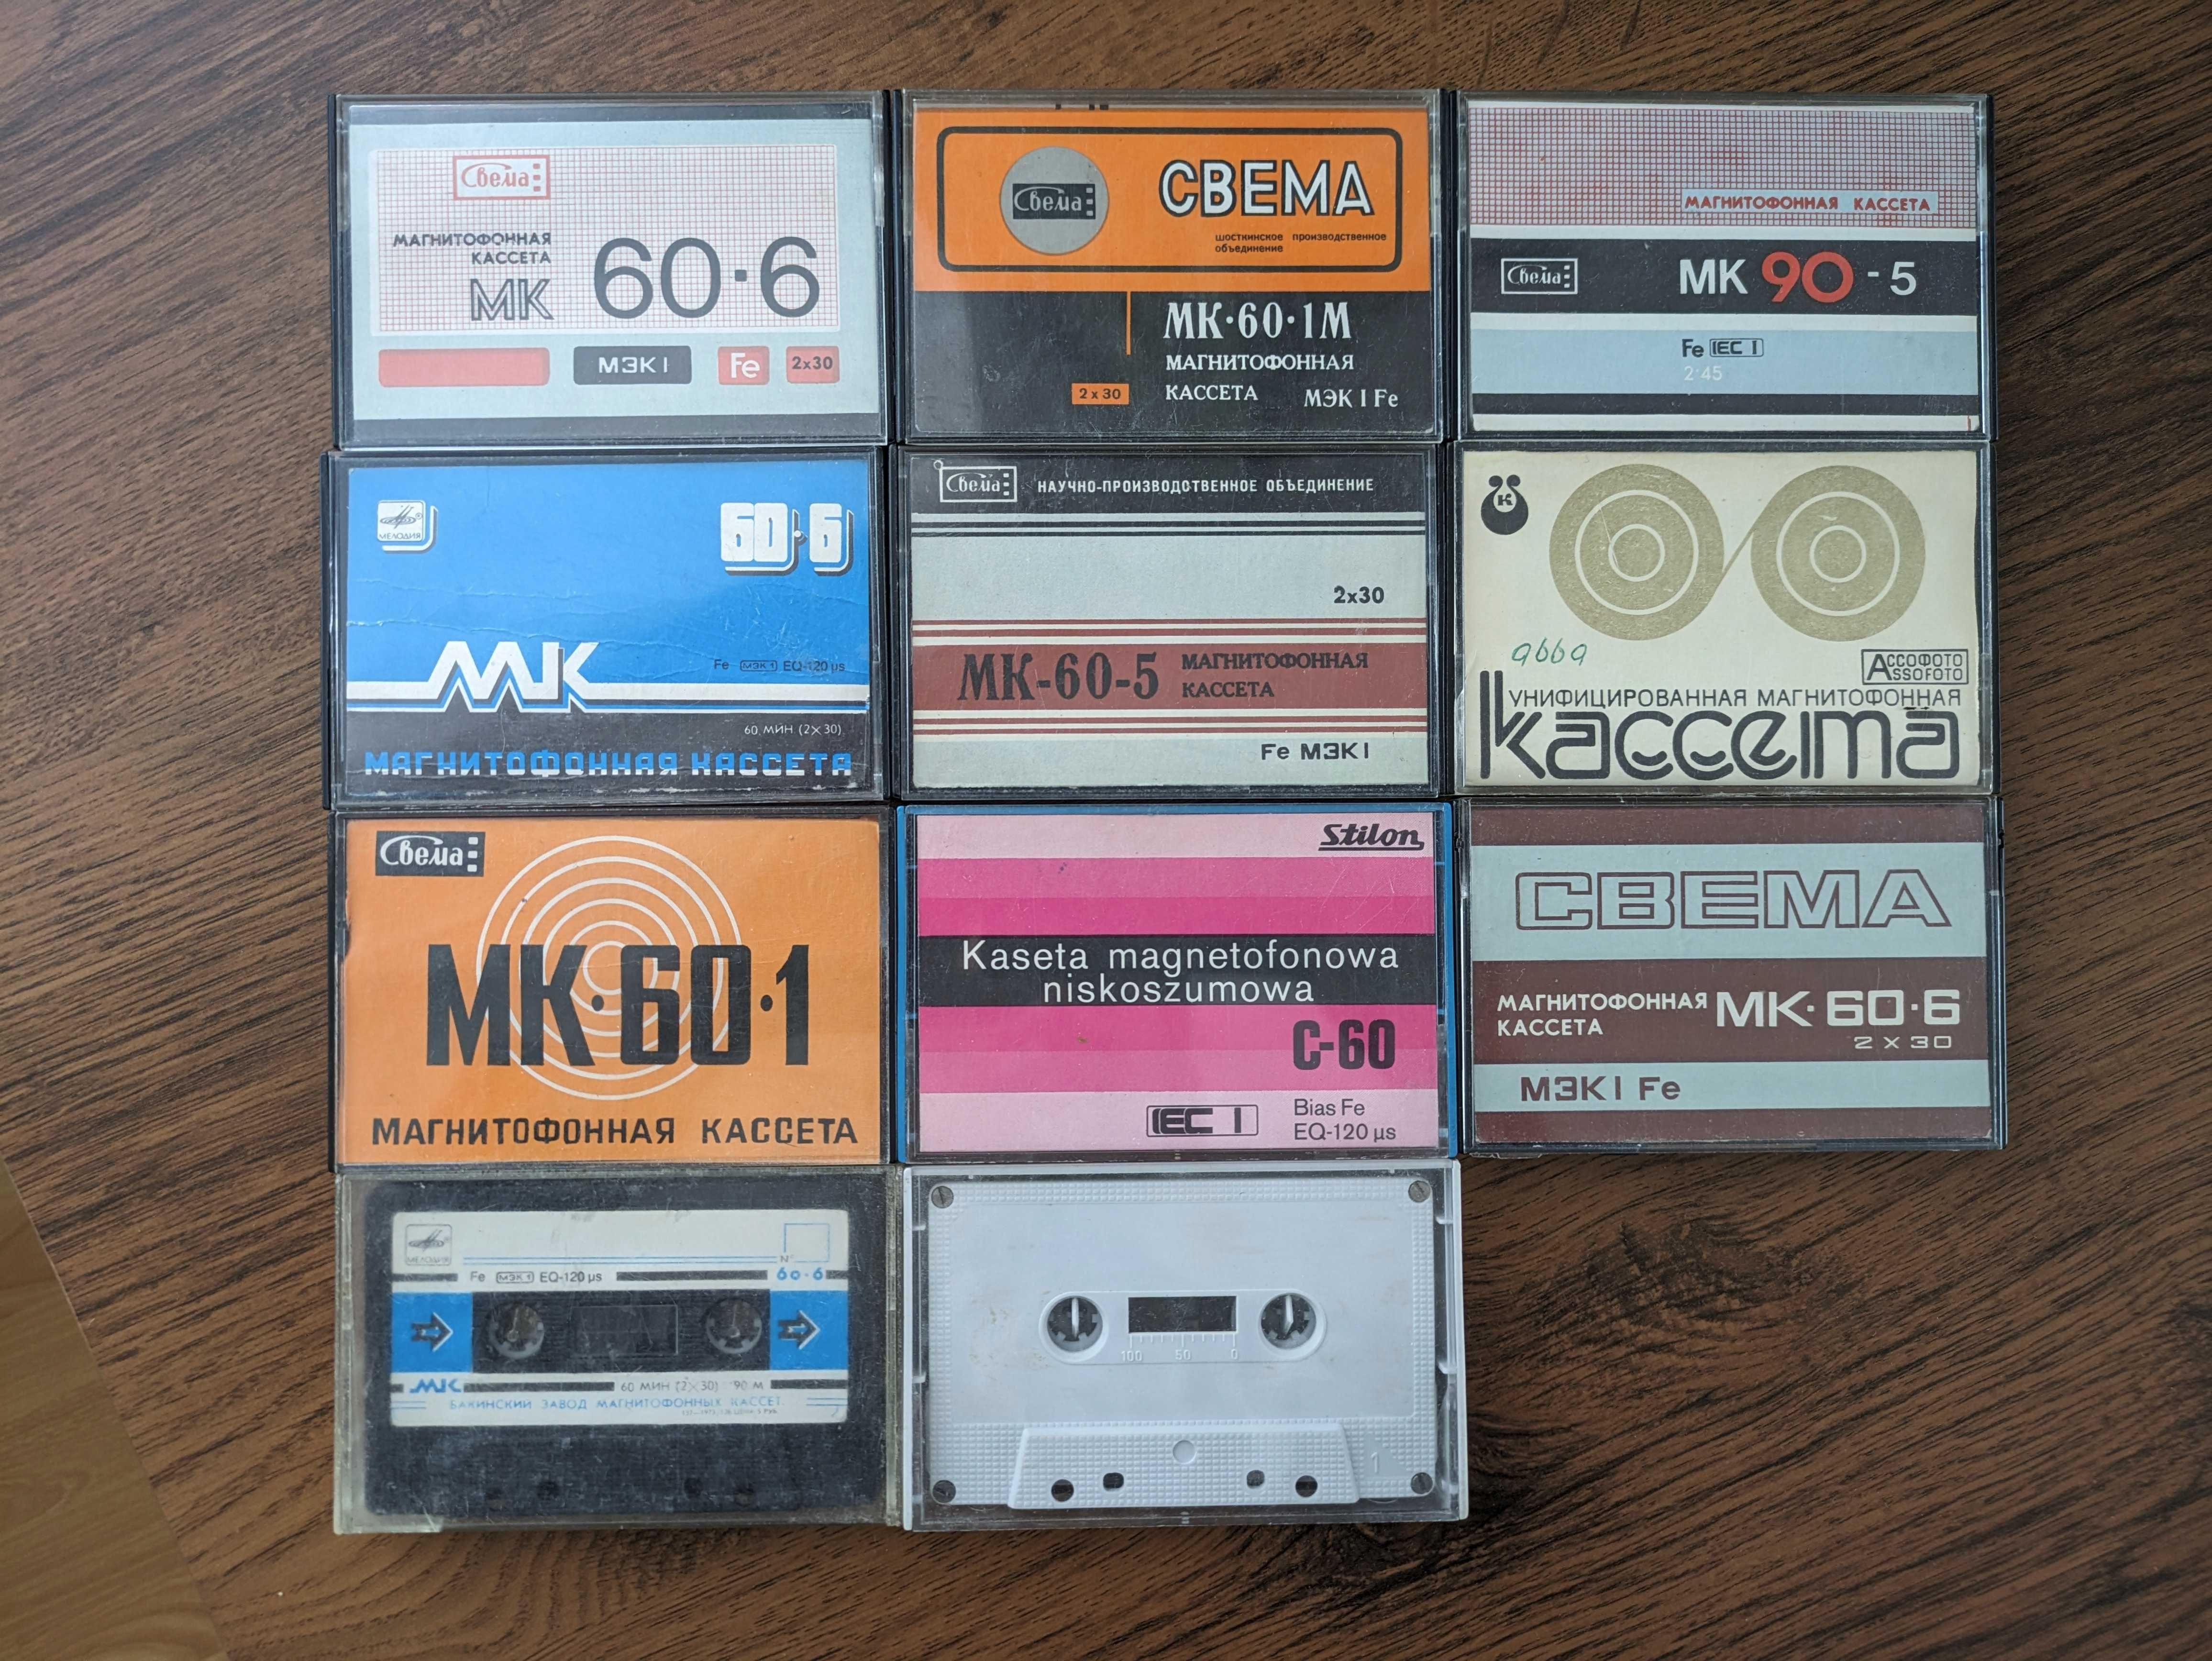 Свема
МАГНИТОФОННАЯ
КАССЕТА
МК 60·6
МЭК I Fe 2x30
Свема
СВЕМА
шосткинское производственное
объединение
МК·60·1М
МАГНИТОФОННАЯ
КАССЕТА
2 x 30
МЭК I Fe
МАГНИТОФОННАЯ КАССЕТА
Свема МК 90-5
Fe IEC I
2·45
МЕЛОДИЯ
60·6
МК
Fe МЭК 1 EQ-120 μs
60 МИН (2X30)
МАГНИТОФОННАЯ КАССЕТА
Свема НАУЧНО-ПРОИЗВОДСТВЕННОЕ ОБЪЕДИНЕНИЕ
2x30
МК-60-5 МАГНИТОФОННАЯ
КАССЕТА
Fe МЭК I
К
abba
АССОФОТО
ASSOFOTO
УНИФИЦИРОВАННАЯ МАГНИТОФОННАЯ
кассета
Свема
МК·60·1
МАГНИТОФОННАЯ КАССЕТА
Stilon
Kaseta magnetofonowa
niskoszumowa
C-60
IEC I
Bias Fe
EQ-120 μs
СВЕМА
МАГНИТОФОННАЯ
КАССЕТА
МК·60·6
2 X 30
МЭК I Fe
МЕЛОДИЯ
N
Fe МЭК 1 EQ-120 μs
60-6
МК
60 МИН (2X30) 90 М
БАКИНСКИЙ ЗАВОД МАГНИТОФОННЫХ КАССЕТ
100 50 0
1